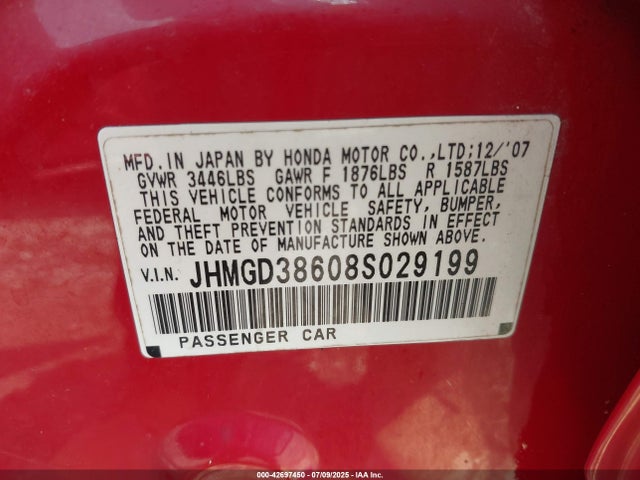 MFD. IN JAPAN BY HONDA MOTOR CO.,LTD;12/'07
GVWR 3446LBS GAWR F 1876LBS R 1587LBS
THIS VEHICLE CONFORMS TO ALL APPLICABLE
FEDERAL MOTOR VEHICLE SAFETY, BUMPER,
AND THEFT PREVENTION STANDARDS IN EFFECT
ON THE DATE OF MANUFACTURE SHOWN ABOVE.
V.I.N. JHMGD38608S029199
PASSENGER CAR
000-42697450 - 07/09/2025 - IAA Inc.